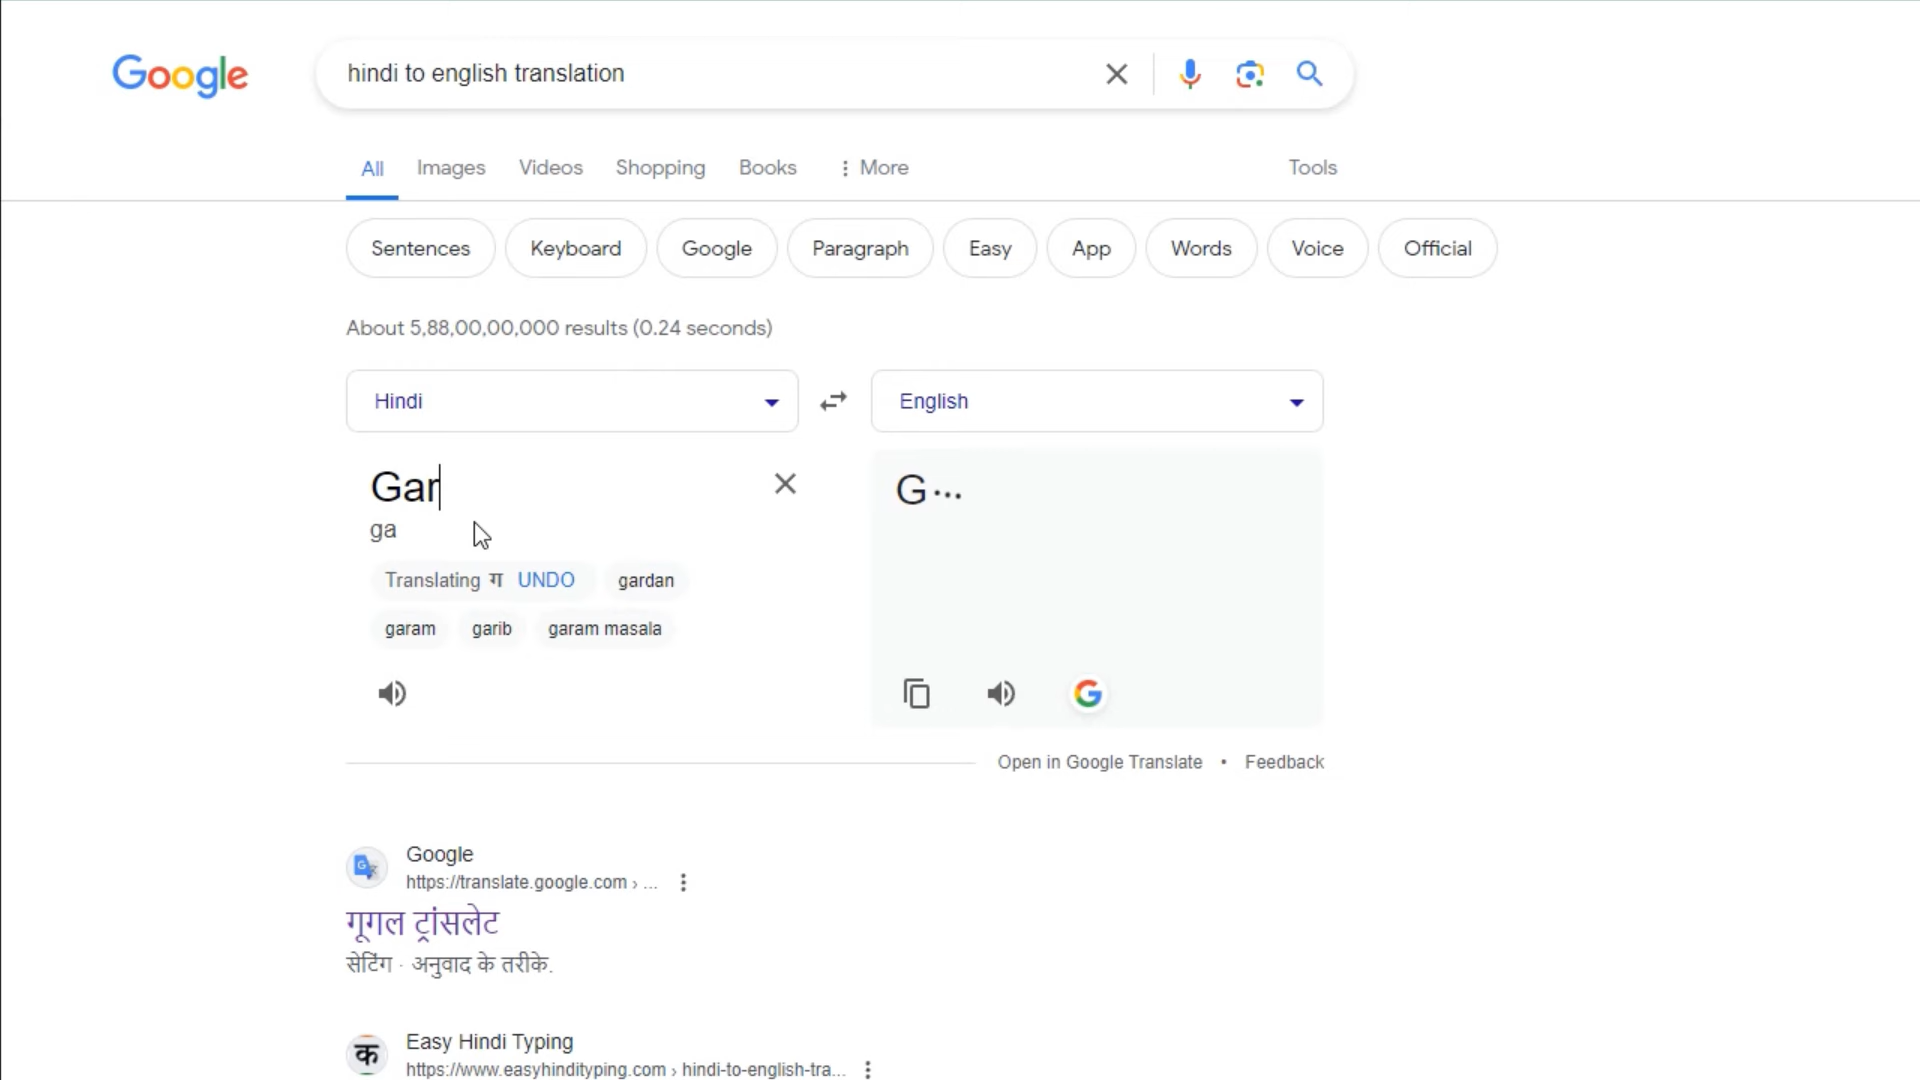 Google
hindi to english translation
All Images Videos Shopping Books More Tools
Sentences Keyboard Google Paragraph Easy App Words Voice Official
About 5,88,00,00,000 results (0.24 seconds)
Hindi English
Gar G...
ga
Translating ग UNDO gardan
garam garib garam masala
Open in Google Translate • Feedback
Google
https://translate.google.com › ...
गूगल ट्रांसलेट
सेटिंग · अनुवाद के तरीके.
Easy Hindi Typing
क
https://www.easyhindityping.com › hindi-to-english-tra...